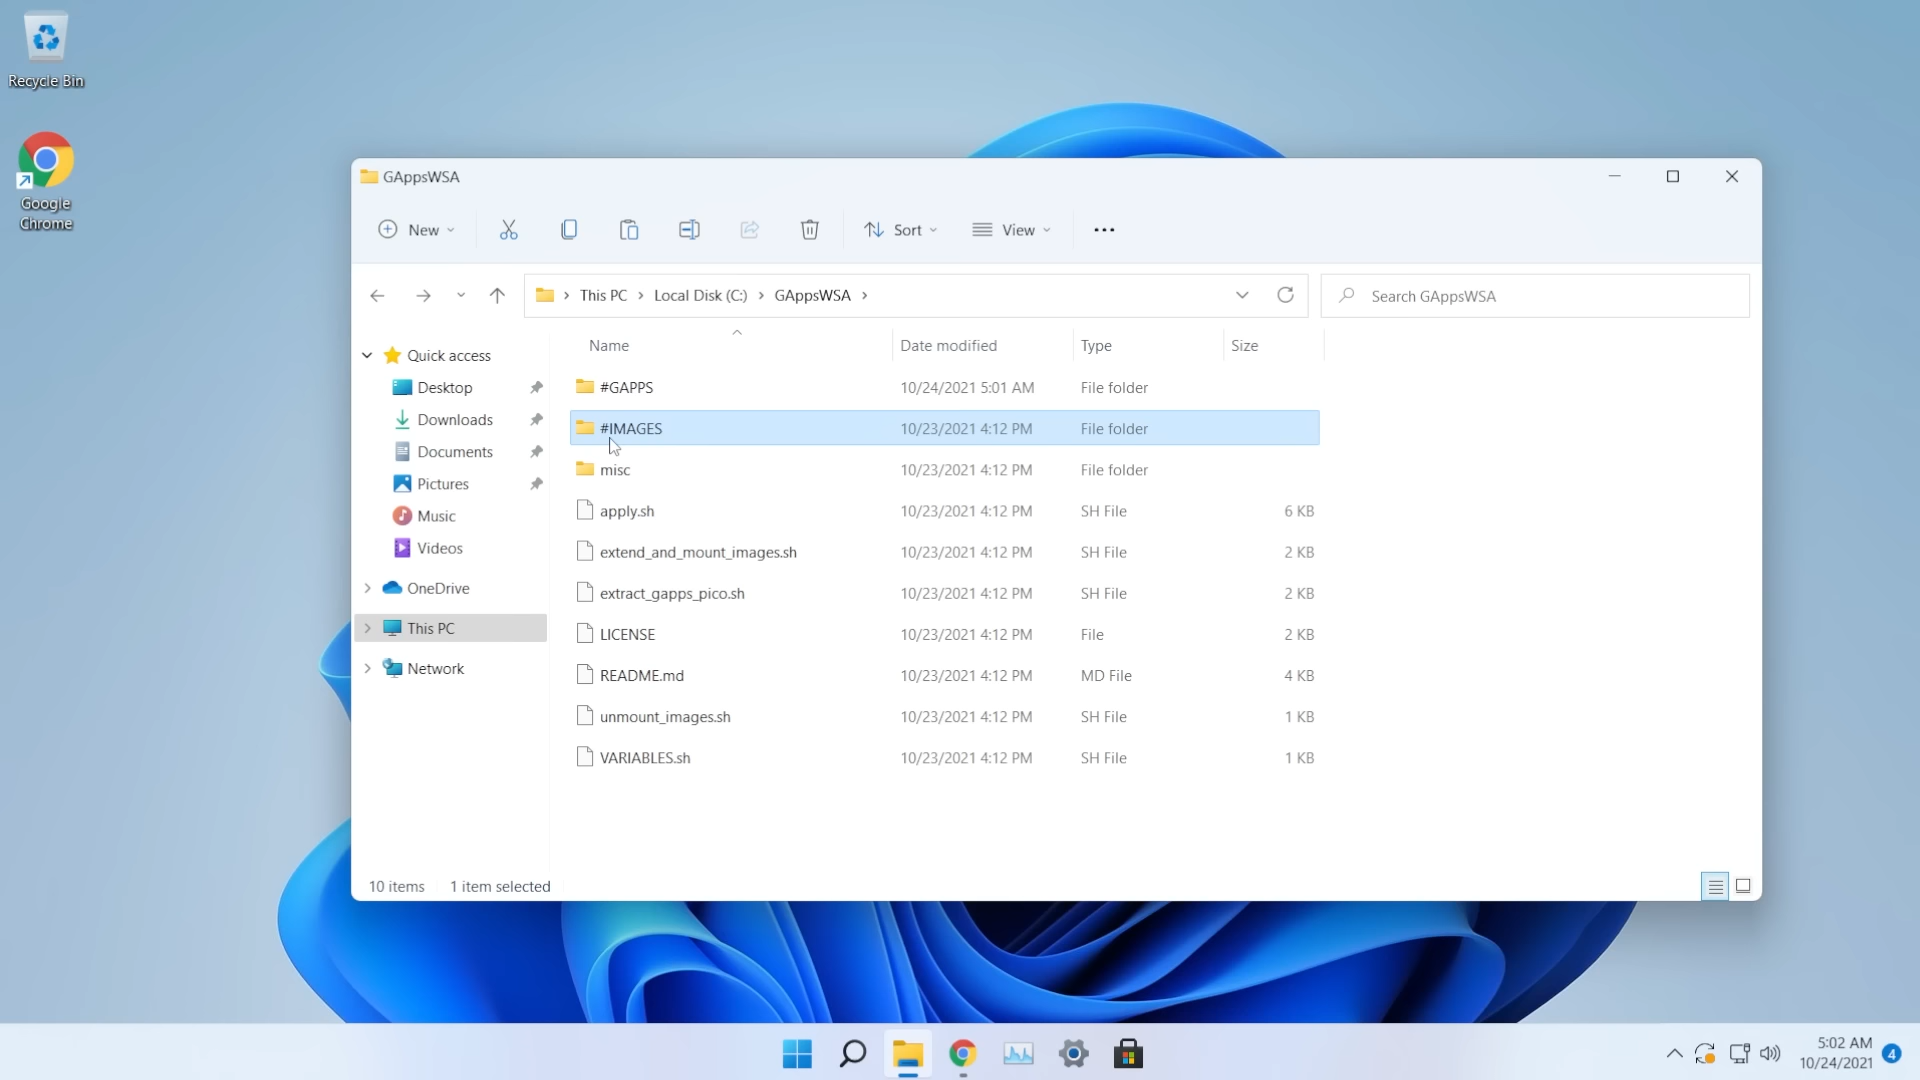 Recycle Bin
Google
Chrome
GAppsWSA
New
Sort
View
This PC
Local Disk (C:)
GAppsWSA
Search GAppsWSA
Quick access
Desktop
Downloads
Documents
Pictures
Music
Videos
OneDrive
This PC
Network
Name Date modified Type Size
#GAPPS 10/24/2021 5:01 AM File folder
#IMAGES 10/23/2021 4:12 PM File folder
misc 10/23/2021 4:12 PM File folder
apply.sh 10/23/2021 4:12 PM SH File 6 KB
extend_and_mount_images.sh 10/23/2021 4:12 PM SH File 2 KB
extract_gapps_pico.sh 10/23/2021 4:12 PM SH File 2 KB
LICENSE 10/23/2021 4:12 PM File 2 KB
README.md 10/23/2021 4:12 PM MD File 4 KB
unmount_images.sh 10/23/2021 4:12 PM SH File 1 KB
VARIABLES.sh 10/23/2021 4:12 PM SH File 1 KB
10 items 1 item selected
5:02 AM
10/24/2021
4